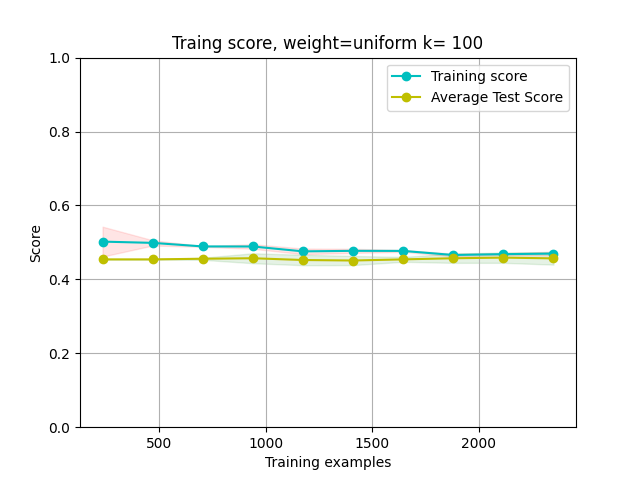 Traing score, weight=uniform k= 100
Training score
Average Test Score
1.0
0.8
0.6
0.4
0.2
0.0
Score
500
1000
1500
2000
Training examples